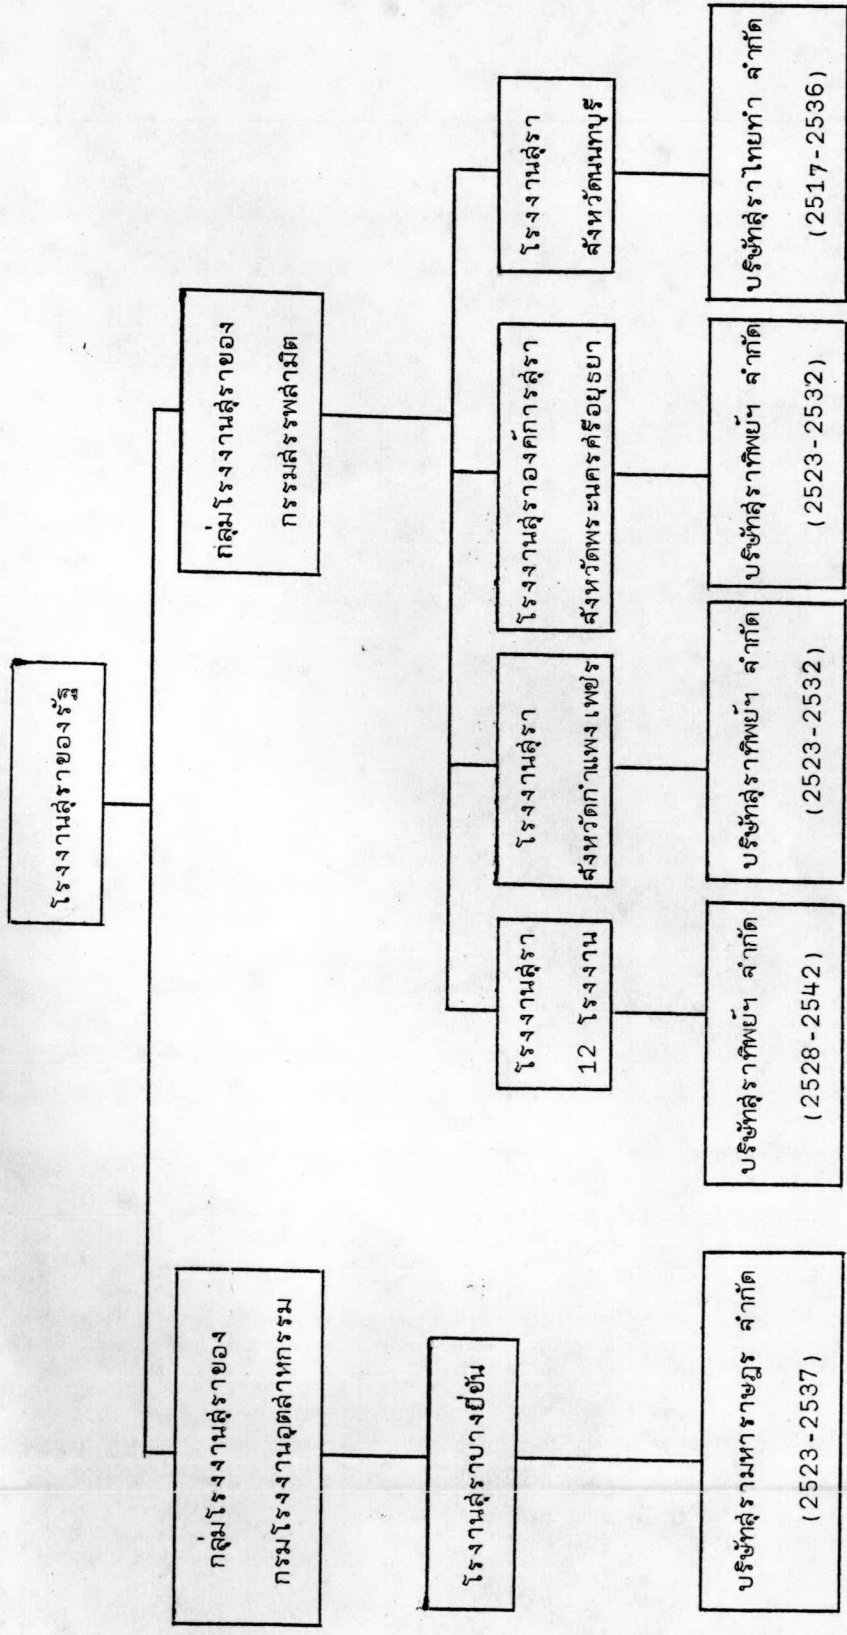 โรงงานสุราของรัฐ
กลุ่มโรงงานสุราของ
กรมโรงงานอุตสาหกรรม
กลุ่มโรงงานสุราของ
กรรมสรรพสามิต
โรงานสุราบางยี่ขัน
โรงงานสุรา
12 โรงงาน
โรงงานสุรา
จังหวัดกำแพงเพชร
โรงงานสุราองค์การสุรา
จังหวัดพระนครศรีอยุธยา
โรงงานสุรา
จังหวัดนนทบุรี
บริษัทสุรามหาราษฎร จำกัด
(2523-2537)
บริษัทสุราทิพย์ฯ จำกัด
(2528-2542)
บริษัทสุราทิพย์ฯ จำกัด
(2523-2532)
บริษัทสุราทิพย์ฯ จำกัด
(2523-2532)
บริษัทสุราไทยทำ จำกัด
(2517-2536)